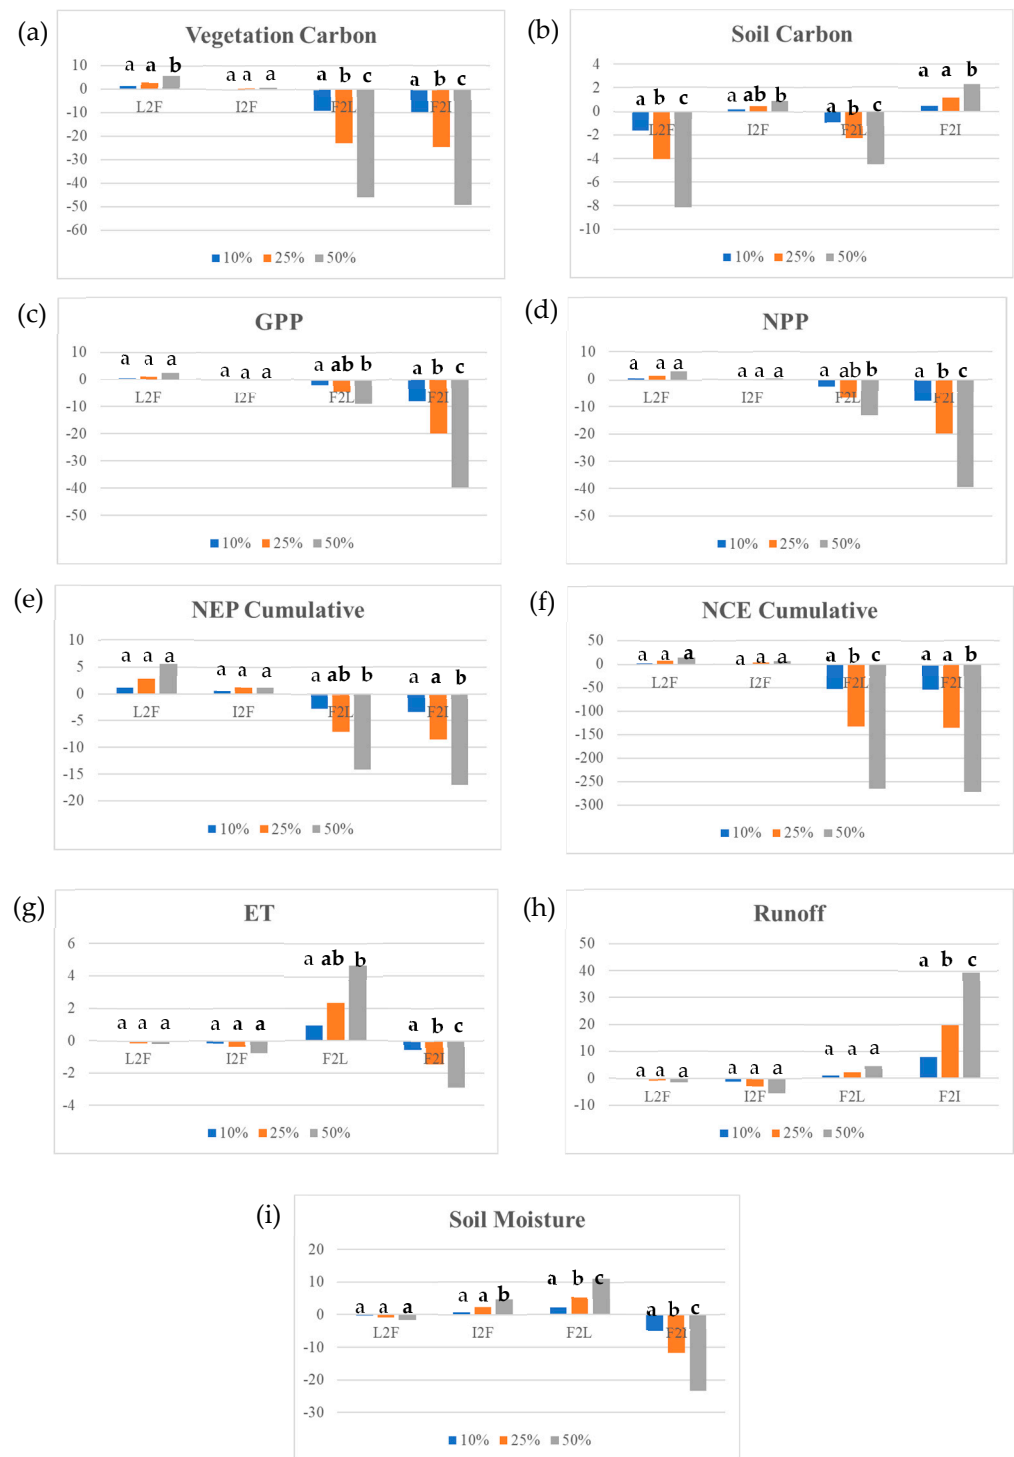 (a)
Vegetation Carbon
10
0
-10
-20
-30
-40
-50
-60
a a b
a a a
a b c
a b c
L2F I2F F2L F2I
10% 25% 50%
(b)
Soil Carbon
4
2
0
-2
-4
-6
-8
-10
a b c
a ab b
a b c
a a b
L2F I2F F2L F2I
10% 25% 50%
(c)
GPP
10
0
-10
-20
-30
-40
-50
a a a
a a a
a ab b
a b c
L2F I2F F2L F2I
10% 25% 50%
(d)
NPP
10
0
-10
-20
-30
-40
-50
a a a
a a a
a ab b
a b c
L2F I2F F2L F2I
10% 25% 50%
(e)
NEP Cumulative
10
5
0
-5
-10
-15
-20
a a a
a a a
a ab b
a a b
L2F I2F F2L F2I
10% 25% 50%
(f)
NCE Cumulative
50
0
-50
-100
-150
-200
-250
-300
a a a
a a a
a b c
a a b
L2F I2F F2L F2I
10% 25% 50%
(g)
ET
6
4
2
0
-2
-4
a a a
a a a
a ab b
a b c
L2F I2F F2L F2I
10% 25% 50%
(h)
Runoff
50
40
30
20
10
0
-10
a a a
a a a
a a a
a b c
L2F I2F F2L F2I
10% 25% 50%
(i)
Soil Moisture
20
10
0
-10
-20
-30
a a a
a a b
a b c
a b c
L2F I2F F2L F2I
10% 25% 50%